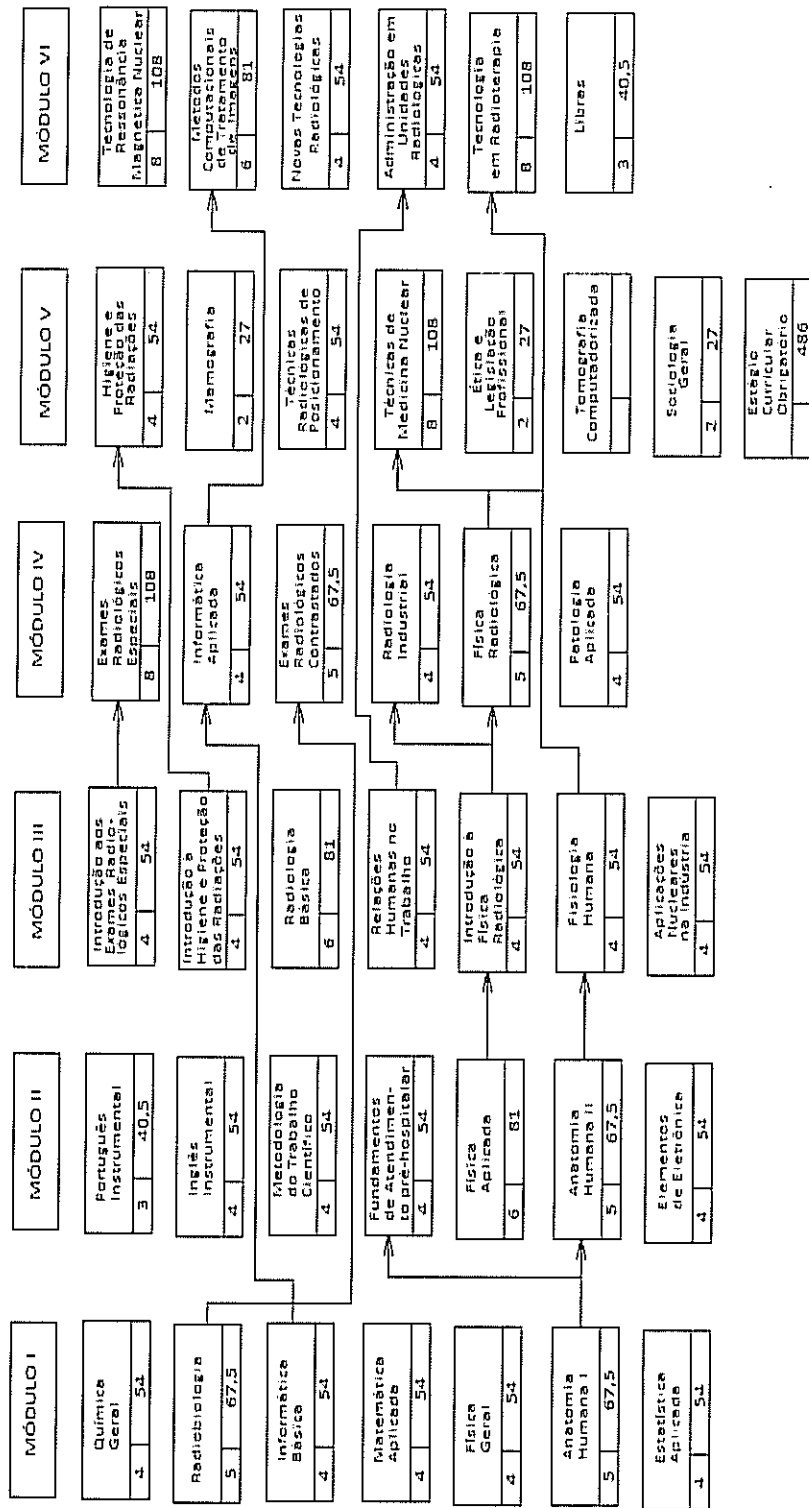 MÓDULO I
Química
Geral
4 54
Radiobiologia
5 67,5
Informática
Básica
4 54
Matemática
Aplicada
4 54
Física
Geral
4 54
Anatomia
Humana I
5 67,5
Estatística
Aplicada
4 54
MÓDULO II
Português
Instrumental
3 40,5
Inglês
Instrumental
4 54
Metodologia
do Trabalho
Científico
4 54
Fundamentos
de Atendimen-
to pré-hospitalar
4 54
Física
Aplicada
6 81
Anatomia
Humana II
5 67,5
Elementos
de Eletrônica
4 54
MÓDULO III
Introdução aos
Exames Radio-
lógicos Especiais
4 54
Introdução à
Higiene e Proteção
das Radiações
4 54
Radiologia
Básica
6 81
Relações
Humanas no
Trabalho
4 54
Introdução à
Física
Radiológica
4 54
Fisiologia
Humana
4 54
Aplicações
Nucleares
na Indústria
4 54
MÓDULO IV
Exames
Radiológicos
Especiais
8 108
Informática
Aplicada
4 54
Exames
Radiológicos
Contrastados
5 67,5
Radiologia
Industrial
4 54
Física
Radiológica
5 67,5
Patologia
Aplicada
4 54
MÓDULO V
Higiene e
Proteção das
Radiações
4 54
Mamografia
2 27
Técnicas
Radiológicas de
Posicionamento
4 54
Técnicas de
Medicina Nuclear
8 108
Ética e
Legislação
Profissional
2 27
Tomografia
Computadorizada
Sociologia
Geral
2 27
Estágio
Curricular
Obrigatório
486
MÓDULO VI
Tecnologia de
Ressonância
Magnética Nuclear
8 108
Métodos
Computacionais
de Tratamento
de Imagens
6 81
Novas Tecnologias
Radiológicas
4 54
Administração em
Unidades
Radiologicas
4 54
Tecnologia
em Radioterapia
8 108
Libras
3 40,5